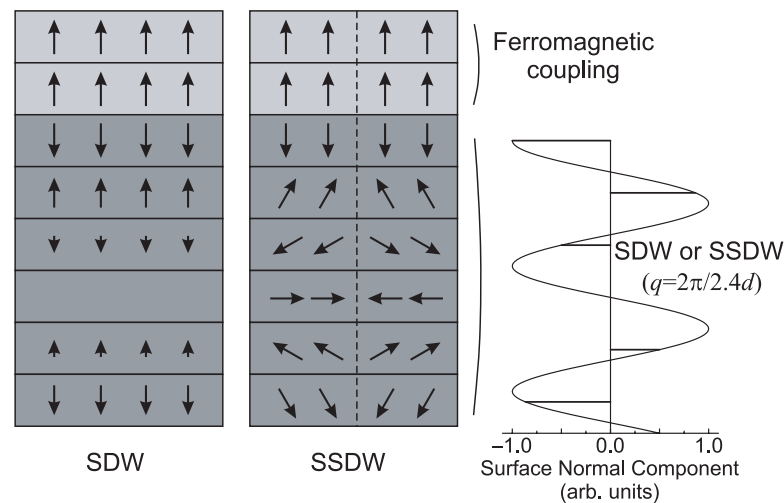 Ferromagnetic
coupling
SDW or SSDW
(q=2π/2.4d)
−1.0 0.0 1.0
Surface Normal Component
(arb. units)
SDW
SSDW